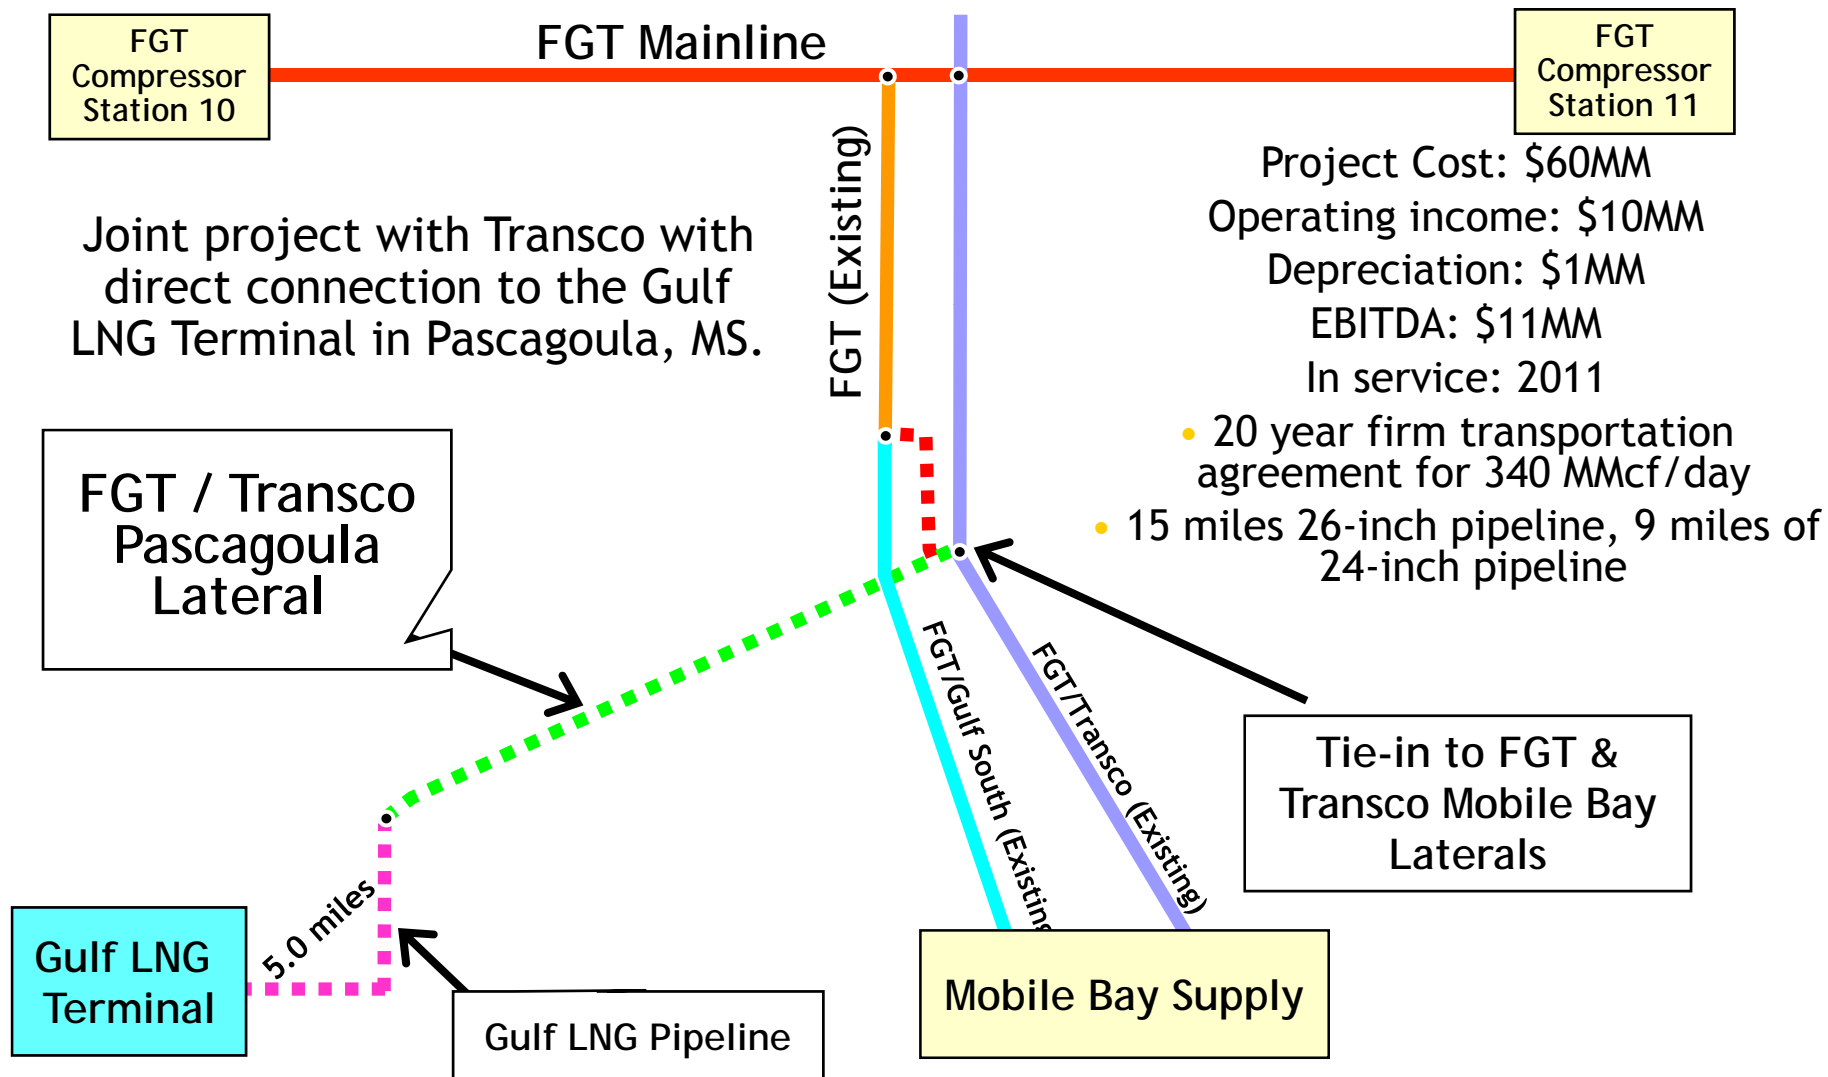 FGT
Compressor
Station 10
FGT Mainline
FGT
Compressor
Station 11
FGT (Existing)
Joint project with Transco with
direct connection to the Gulf
LNG Terminal in Pascagoula, MS.
Project Cost: $60MM
Operating income: $10MM
Depreciation: $1MM
EBITDA: $11MM
In service: 2011
• 20 year firm transportation
agreement for 340 MMcf/day
• 15 miles 26-inch pipeline, 9 miles of
24-inch pipeline
FGT / Transco
Pascagoula
Lateral
FGT/Gulf South (Existing
FGT/Transco (Existing)
Tie-in to FGT &
Transco Mobile Bay
Laterals
5.0 miles
Gulf LNG
Terminal
Gulf LNG Pipeline
Mobile Bay Supply